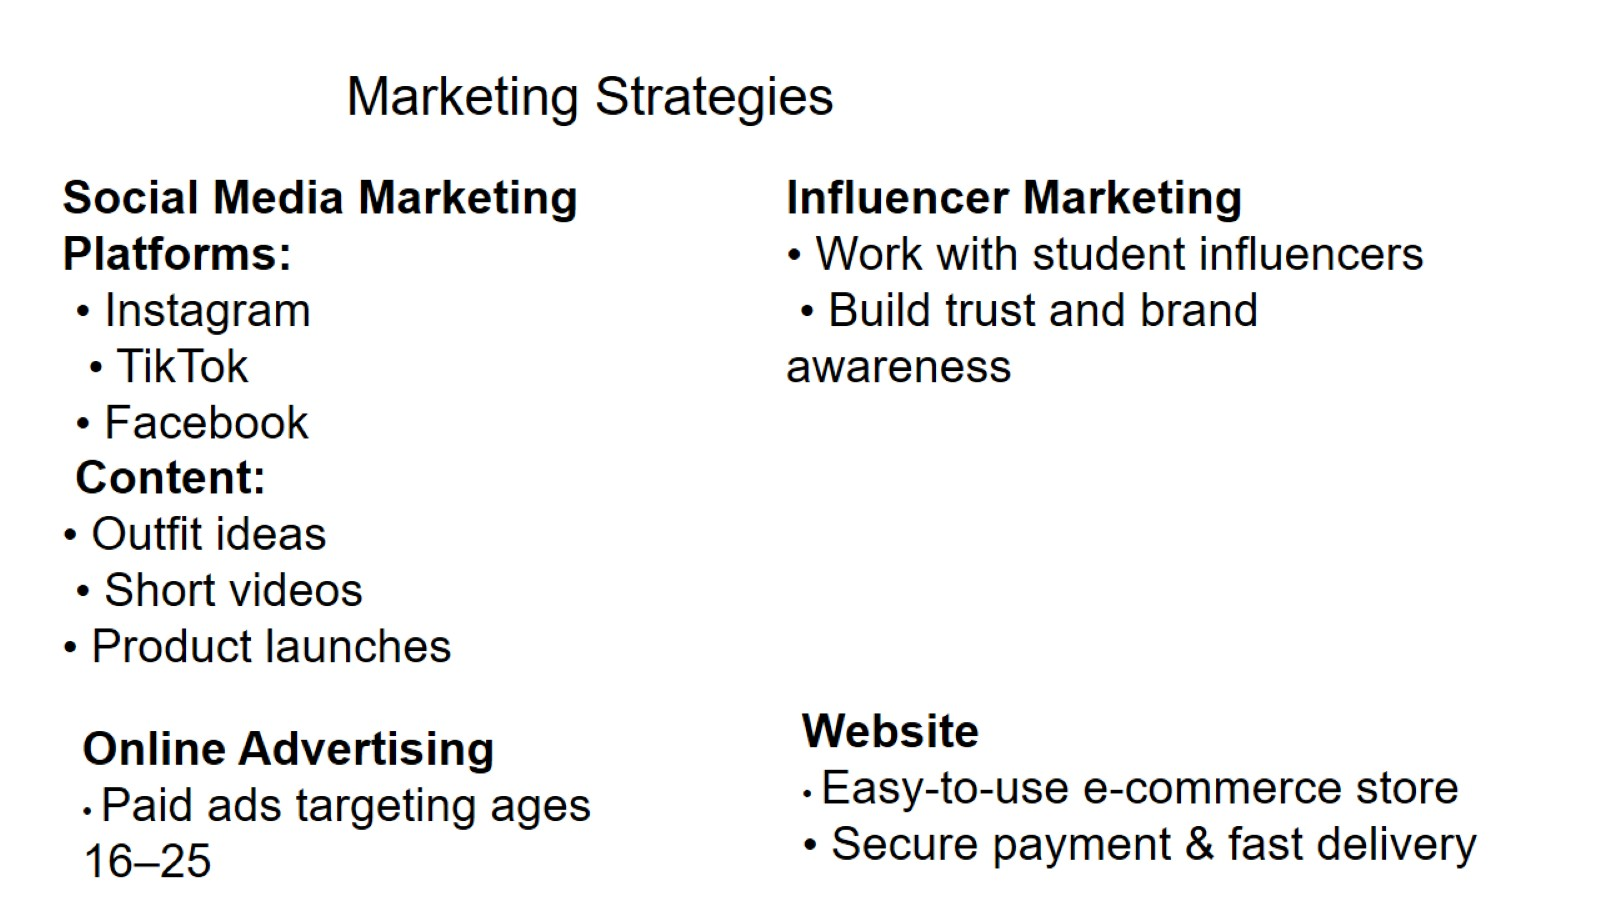 Marketing Strategies
Social Media Marketing
Platforms:
• Instagram
• TikTok
• Facebook
Content:
• Outfit ideas
• Short videos
• Product launches
Influencer Marketing
• Work with student influencers
• Build trust and brand
awareness
Online Advertising
• Paid ads targeting ages
16–25
Website
• Easy-to-use e-commerce store
• Secure payment & fast delivery